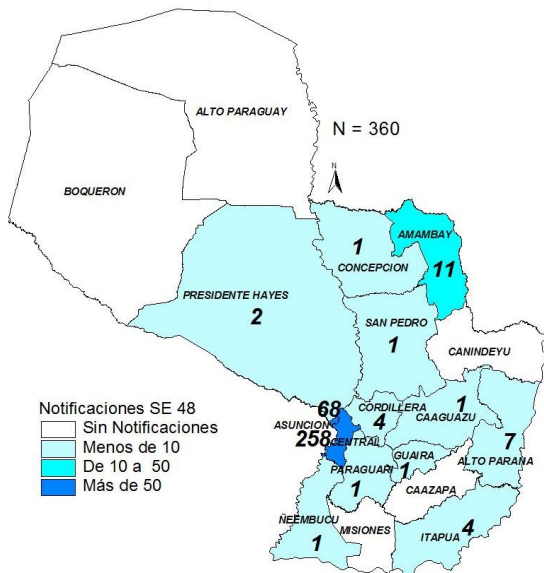 ALTO PARAGUAY
N = 360
N
BOQUERON
AMAMBAY
1
11
CONCEPCION
PRESIDENTE HAYES
2
SAN PEDRO
1
CANINDEYU
Notificaciones SE 48
Sin Notificaciones
Menos de 10
De 10 a 50
Más de 50
68
ASUNCION
258
CENTRAL
CORDILLERA
4
1
CAAGUAZU
7
ALTO PARANA
GUAIRA
1
PARAGUARI
1
CAAZAPA
ÑEEMBUCU
1
MISIONES
4
ITAPUA